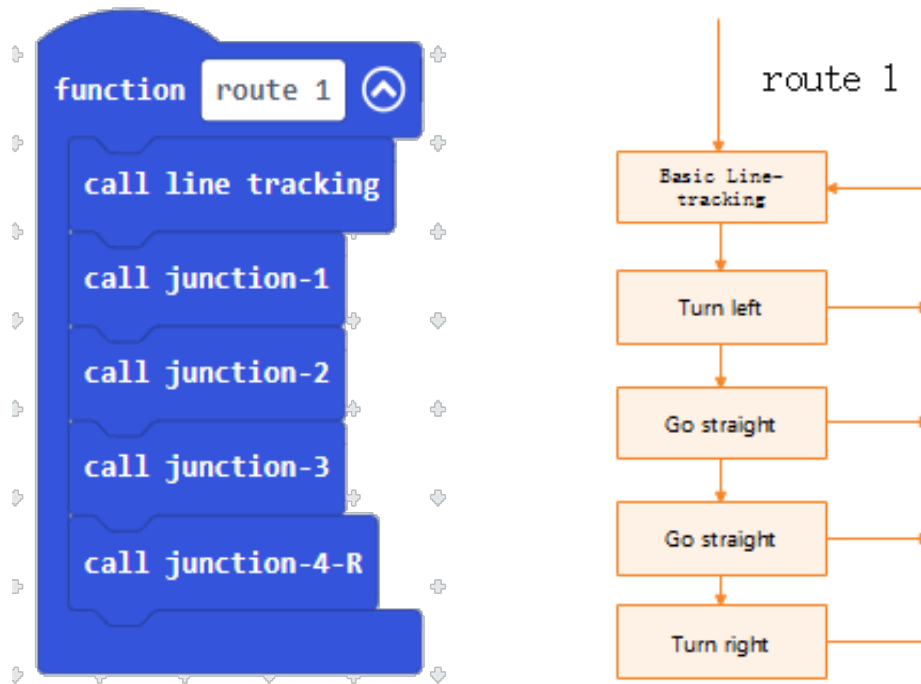 function route 1
call line tracking
call junction-1
call junction-2
call junction-3
call junction-4-R
route 1
Basic Line-
tracking
Turn left
Go straight
Go straight
Turn right